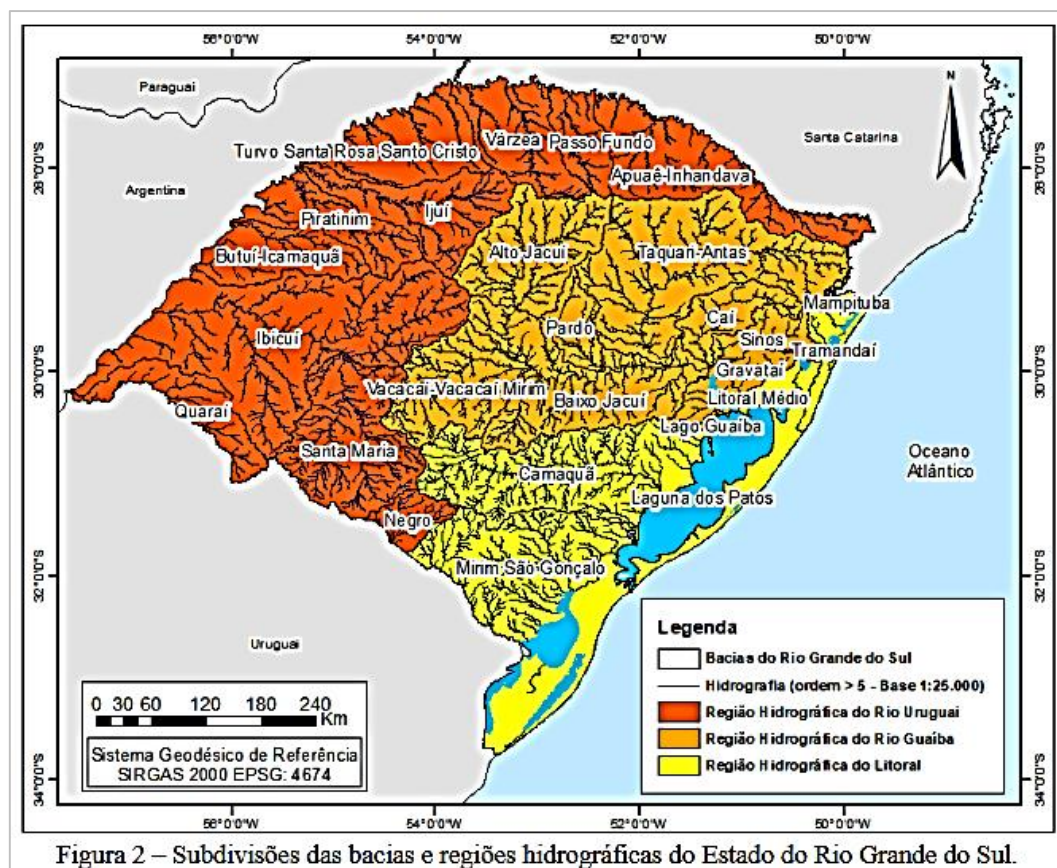 56°0'0"W 54°0'0"W 52°0'0"W 50°0'0"W
Paraguai
N
Santa Catarina
Várzea Passo Fundo
Turvo Santa Rosa Santo Cristo
28°0'0"S 28°0'0"S
Apuaê-Inhandava
Argentina
Ijuí
Piratinim
Butuí-Icamaquã
Alto Jacuí
Taquari-Antas
Mampituba
Caí
Pardo
Ibicuí
Sinos
Tramandaí
30°0'0"S 30°0'0"S
Gravataí
Vacacaí-Vacacaí Mirim
Baixo Jacuí
Litoral Médio
Quaraí
Lago Guaíba
Santa Maria
Oceano
Atlântico
Camaquã
Laguna dos Patos
Negro
Mirim São Gonçalo
32°0'0"S 32°0'0"S
Uruguai
Legenda
Bacias do Rio Grande do Sul
Hidrografia (ordem > 5 - Base 1:25.000)
Região Hidrográfica do Rio Uruguai
Região Hidrográfica do Rio Guaíba
Região Hidrográfica do Litoral
0 30 60 120 180 240
Km
Sistema Geodésico de Referência
SIRGAS 2000 EPSG: 4674
34°0'0"S 34°0'0"S
56°0'0"W 54°0'0"W 52°0'0"W 50°0'0"W
Figura 2 – Subdivisões das bacias e regiões hidrográficas do Estado do Rio Grande do Sul.